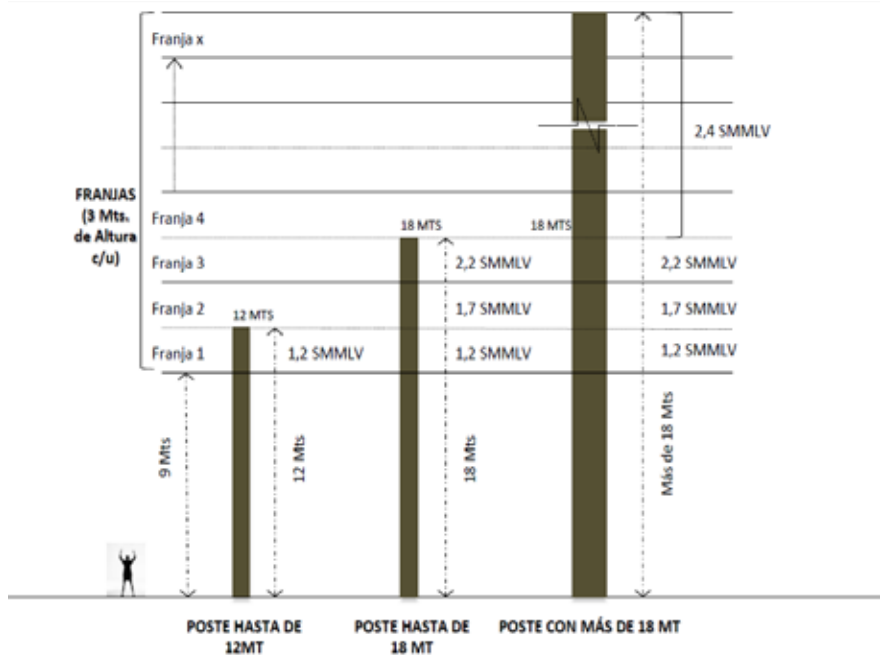 Franja x
2,4 SMMLV
FRANJAS
(3 Mts.
de Altura
c/u)
Franja 4
18 MTS
18 MTS
Franja 3
2,2 SMMLV
2,2 SMMLV
Franja 2
12 MTS
1,7 SMMLV
1,7 SMMLV
Franja 1
1,2 SMMLV
1,2 SMMLV
1,2 SMMLV
9 Mts
12 Mts
18 Mts
Más de 18 Mts
POSTE HASTA DE
12MT
POSTE HASTA DE
18 MT
POSTE CON MÁS DE 18 MT